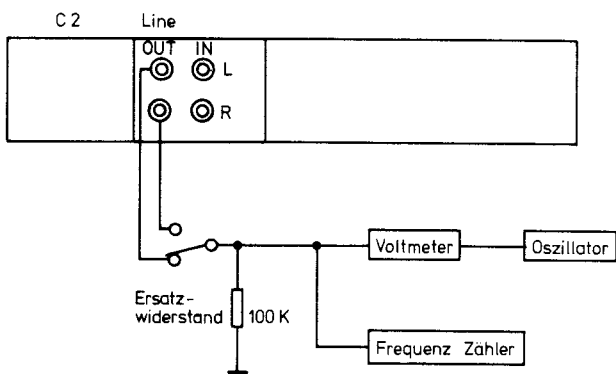 C 2 Line
OUT IN
L
R
Voltmeter Oszillator
Ersatz-
widerstand 100 K
Frequenz Zähler